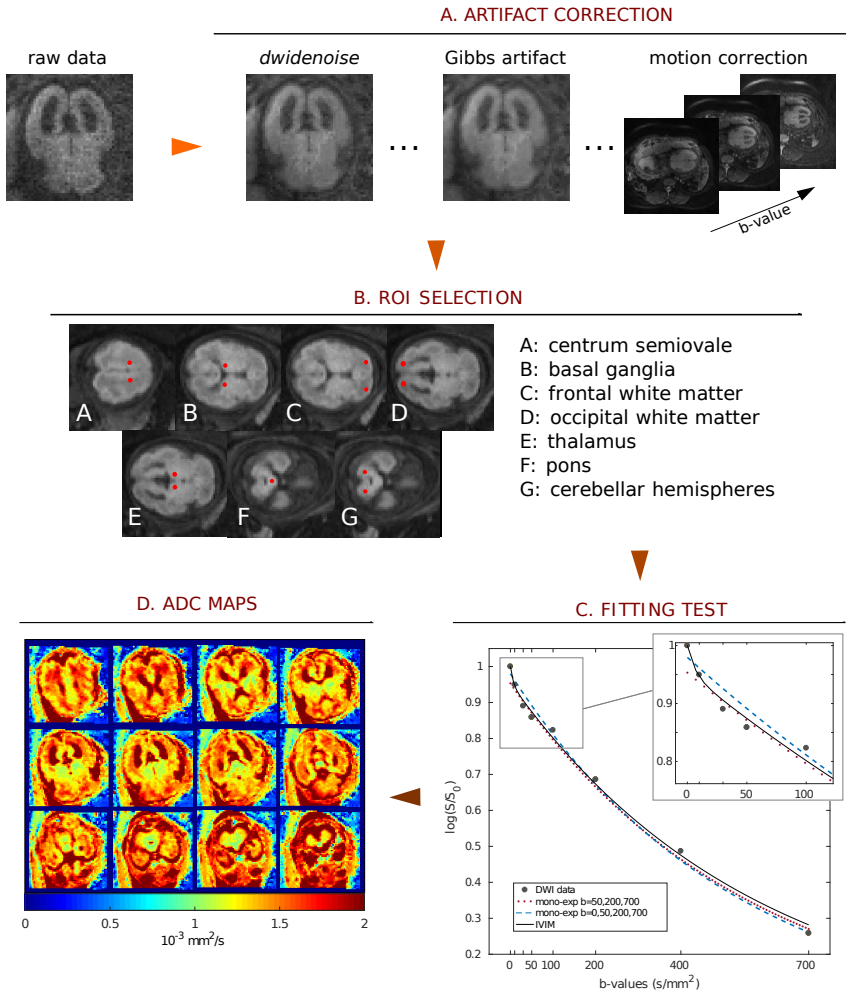 A. ARTIFACT CORRECTION
raw data
dwidenoise
Gibbs artifact
motion correction
...
...
b-value
B. ROI SELECTION
A
B
C
D
E
F
G
A: centrum semiovale
B: basal ganglia
C: frontal white matter
D: occipital white matter
E: thalamus
F: pons
G: cerebellar hemispheres
D. ADC MAPS
0
0.5
1
1.5
2
10⁻³ mm²/s
C. FITTING TEST
1
0.9
0.8
0.7
0.6
0.5
0.4
0.3
0.2
log(S/S₀)
0
50
100
200
400
700
b-values (s/mm²)
1
0.9
0.8
0
50
100
DWI data
mono-exp b=50,200,700
mono-exp b=0,50,200,700
IVIM